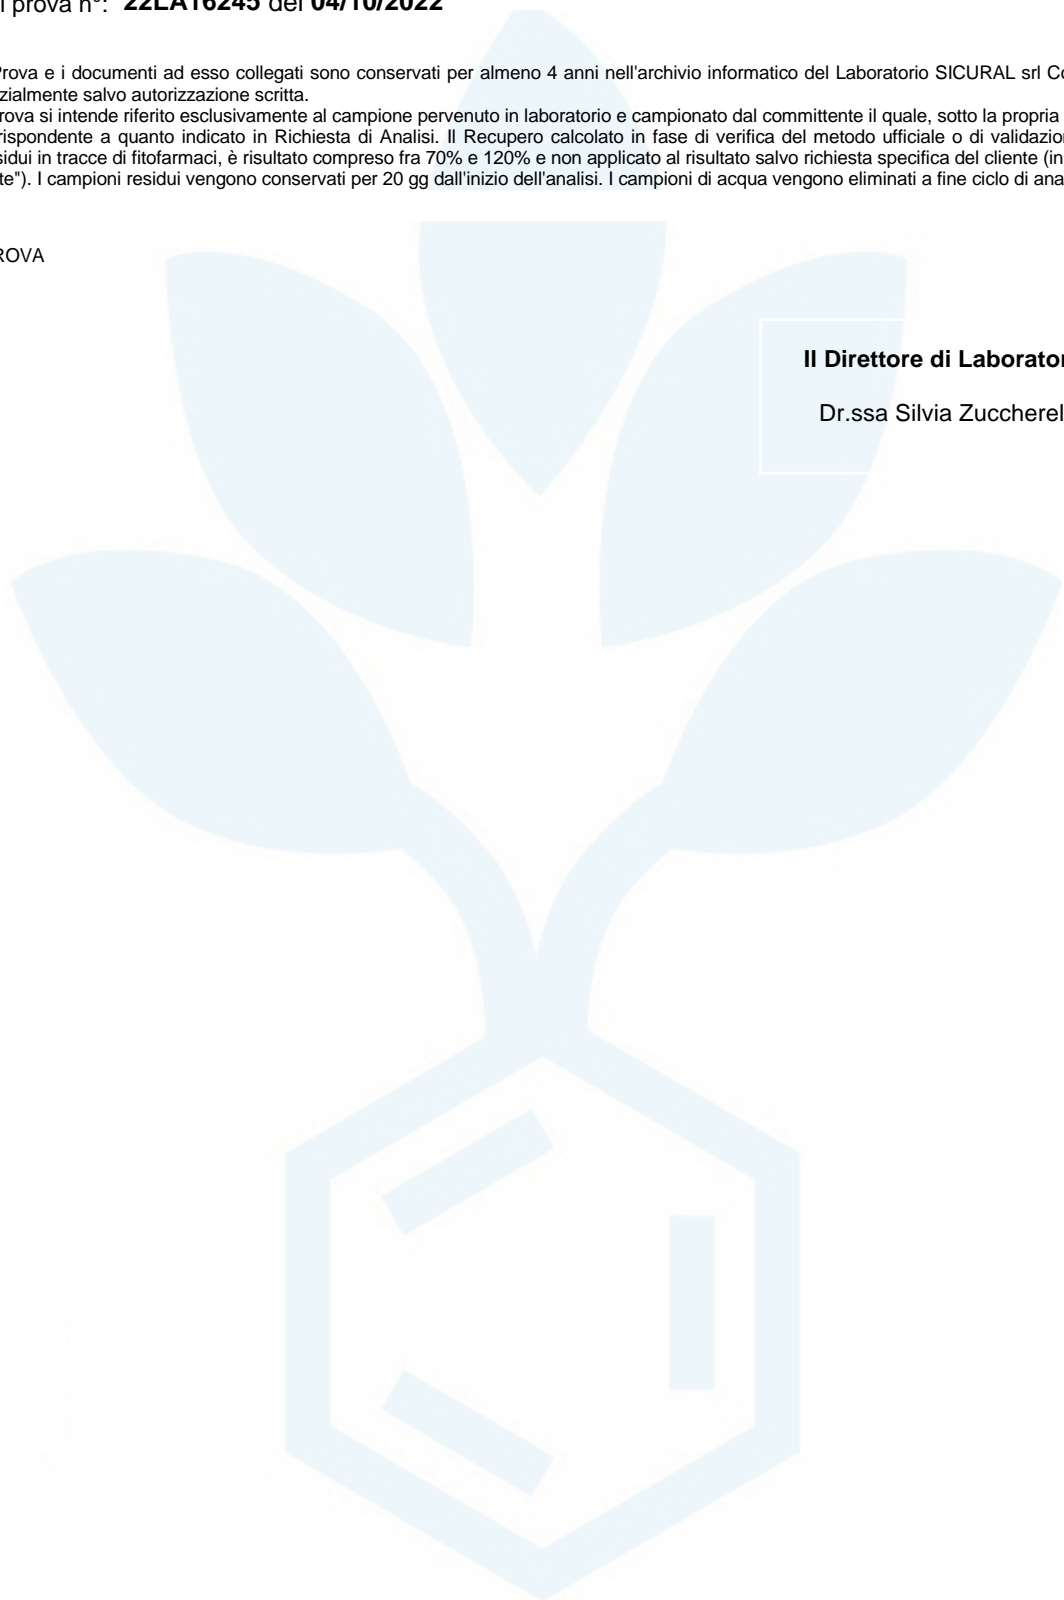 i prova n°: 22LA16245 del 04/10/2022
Prova e i documenti ad esso collegati sono conservati per almeno 4 anni nell'archivio informatico del Laboratorio SICURAL srl
zialmente salvo autorizzazione scritta.
rova si intende riferito esclusivamente al campione pervenuto in laboratorio e campionato dal committente il quale, sotto la propria
rispondente a quanto indicato in Richiesta di Analisi. Il Recupero calcolato in fase di verifica del metodo ufficiale o di validazio
sidui in tracce di fitofarmaci, è risultato compreso fra 70% e 120% e non applicato al risultato salvo richiesta specifica del cliente (in
te"). I campioni residui vengono conservati per 20 gg dall'inizio dell'analisi. I campioni di acqua vengono eliminati a fine ciclo di ana
ROVA
Il Direttore di Laborator
Dr.ssa Silvia Zuccherel